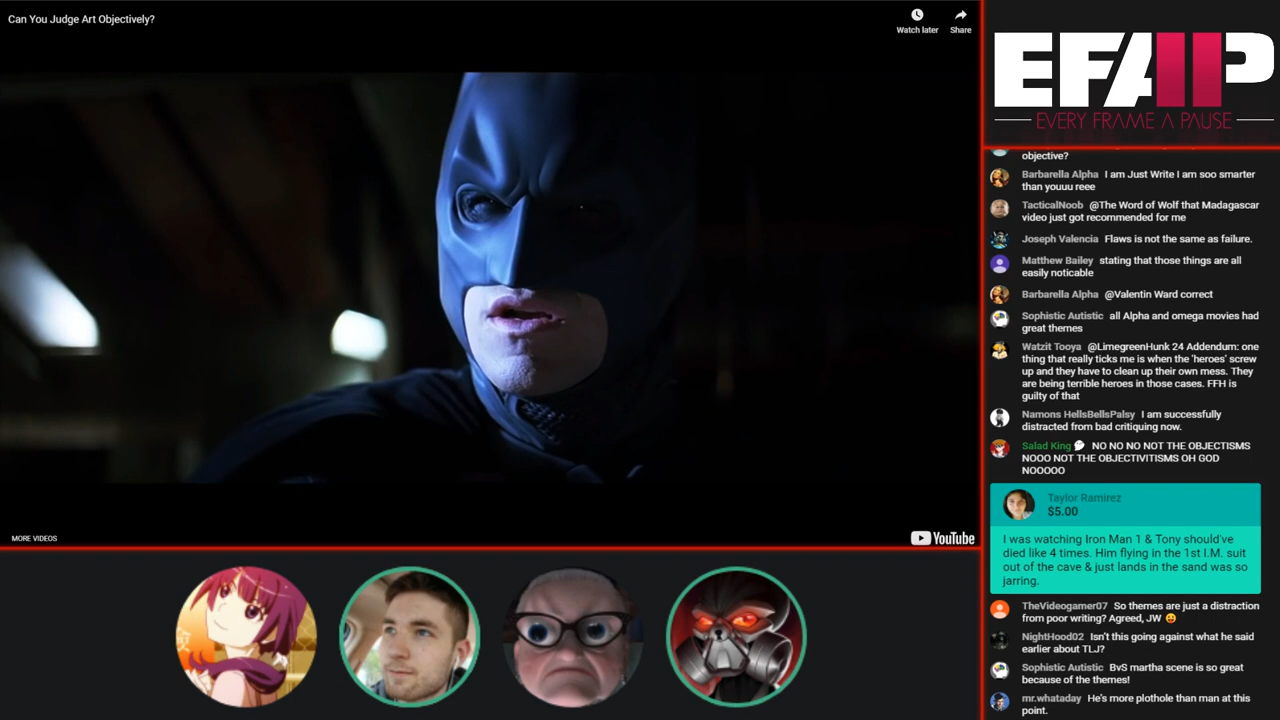 Can You Judge Art Objectively?
Watch later
Share
MORE VIDEOS
YouTube
EFAP
EVERY FRAME A PAUSE
objective?
Barbarella Alpha I am Just Write I am soo smarter
than youuu reee
TacticalNoob @The Word of Wolf that Madagascar
video just got recommended for me
Joseph Valencia Flaws is not the same as failure.
Matthew Bailey stating that those things are all
easily noticable
Barbarella Alpha @Valentin Ward correct
Sophistic Autistic all Alpha and omega movies had
great themes
Watzit Tooya @LimegreenHunk 24 Addendum: one
thing that really ticks me is when the 'heroes' screw
up and they have to clean up their own mess. They
are being terrible heroes in those cases. FFH is
guilty of that
Namons HellsBellsPalsy I am successfully
distracted from bad critiquing now.
Salad King NO NO NO NOT THE OBJECTISMS
NOOO NOT THE OBJECTIVITISMS OH GOD
NOOOOO
Taylor Ramirez
$5.00
I was watching Iron Man 1 & Tony should've
died like 4 times. Him flying in the 1st I.M. suit
out of the cave & just lands in the sand was so
jarring.
TheVideogamer07 So themes are just a distraction
from poor writing? Agreed, JW
NightHood02 Isn't this going against what he said
earlier about TLJ?
Sophistic Autistic BvS martha scene is so great
because of the themes!
mr.whataday He's more plothole than man at this
point.